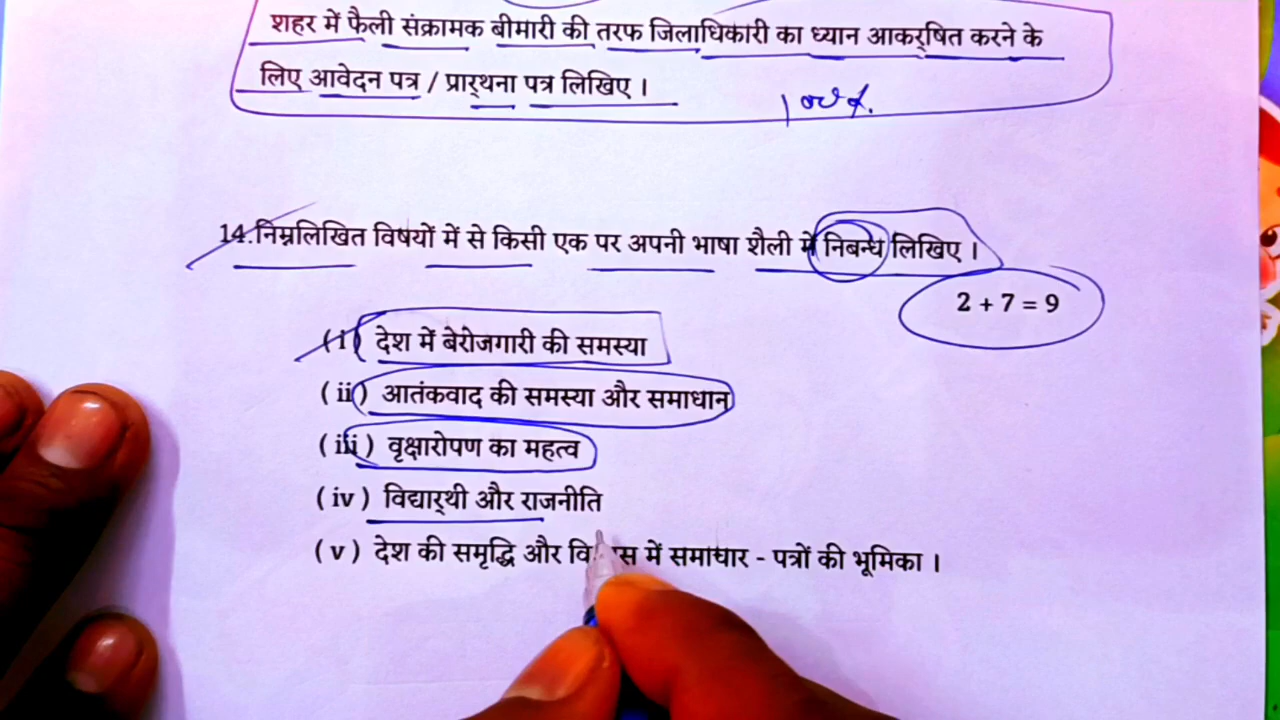 शहर में फैली संक्रामक बीमारी की तरफ जिलाधिकारी का ध्यान आकर्षित करने के
लिए आवेदन पत्र / प्रार्थना पत्र लिखिए ।
14.निम्नलिखित विषयों में से किसी एक पर अपनी भाषा शैली में निबन्ध लिखिए ।
2 + 7 = 9
( i ) देश में बेरोजगारी की समस्या
( ii ) आतंकवाद की समस्या और समाधान
( iii ) वृक्षारोपण का महत्व
( iv ) विद्यार्थी और राजनीति
( v ) देश की समृद्धि और में समाचार - पत्रों की भूमिका ।